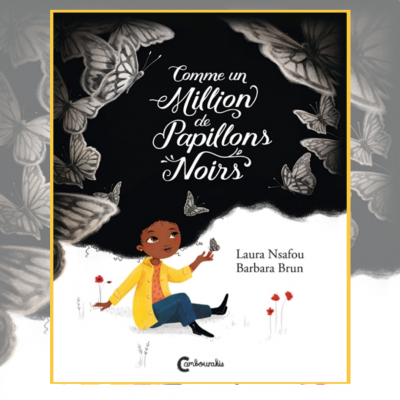 Comme un
Million
de
Papillons
Noirs
Laura Nsafou
Barbara Brun
Cambourakis